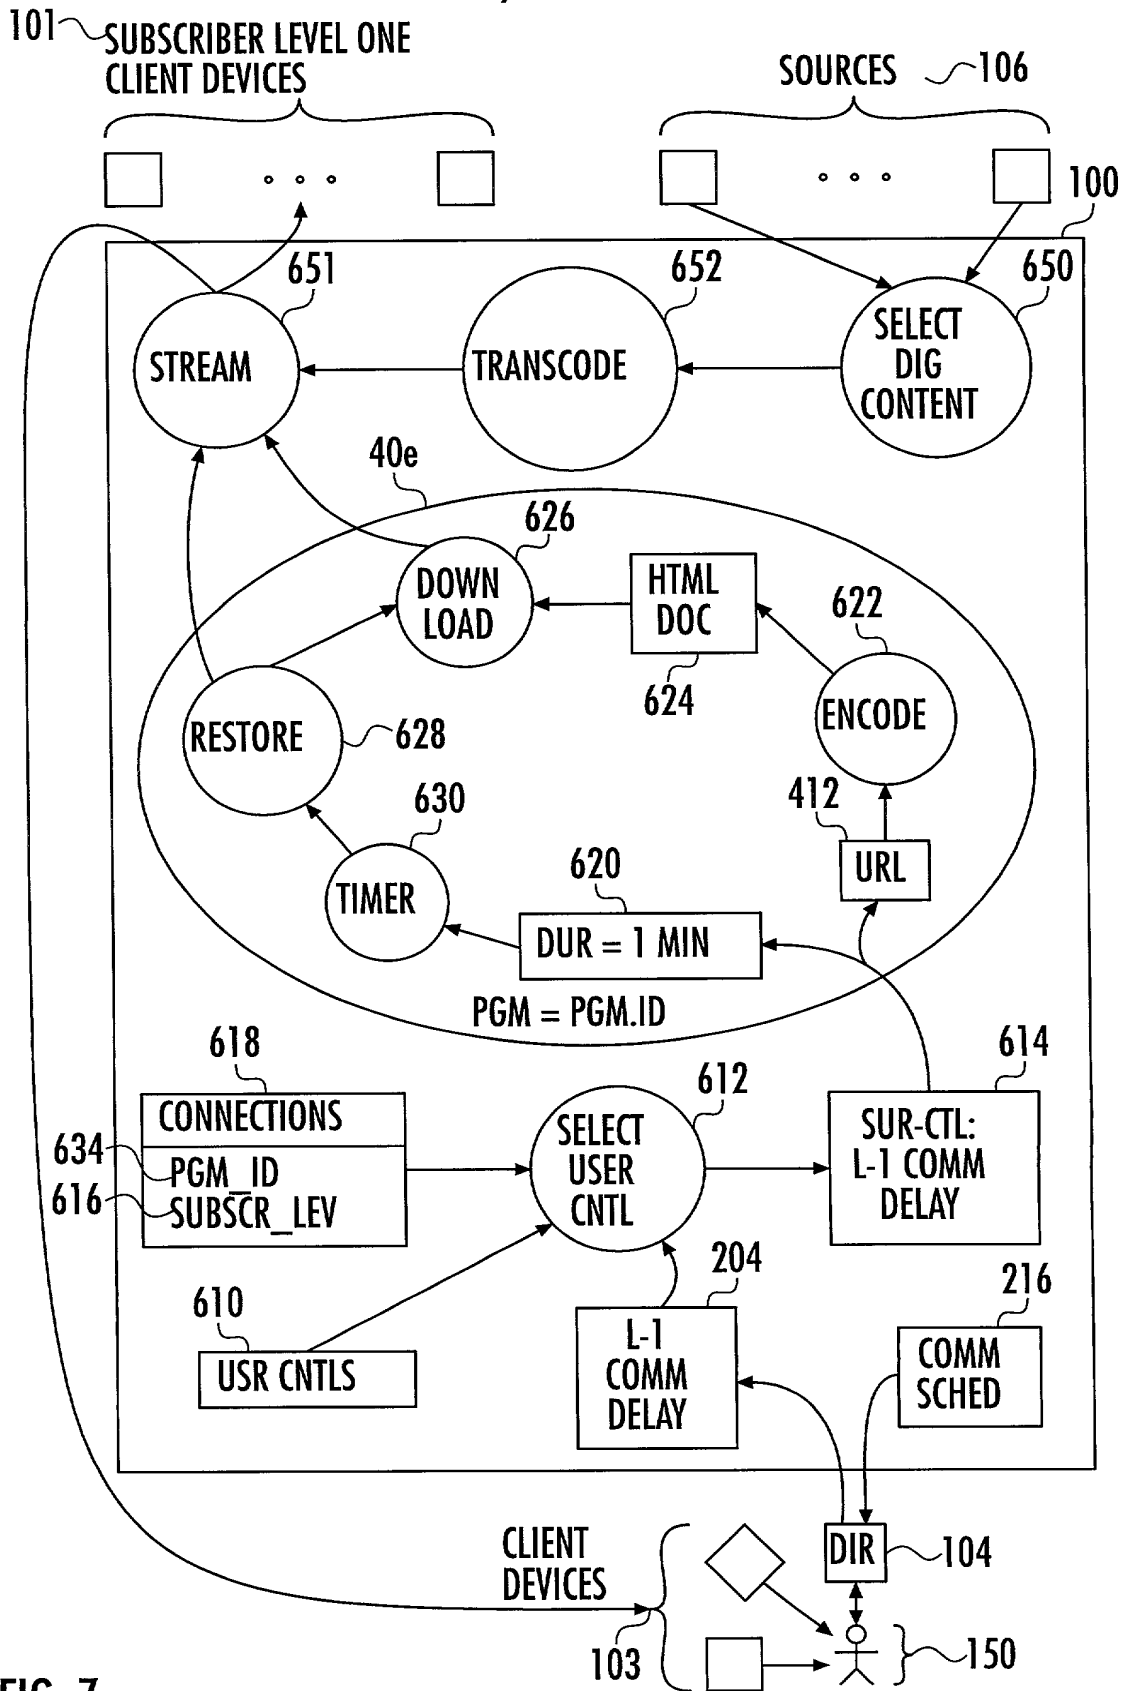 101
SUBSCRIBER LEVEL ONE
CLIENT DEVICES
SOURCES
106
100
651
652
650
STREAM
TRANSCODE
SELECT
DIG
CONTENT
40e
626
DOWN
LOAD
HTML
DOC
624
622
ENCODE
RESTORE
628
630
TIMER
412
URL
620
DUR = 1 MIN
PGM = PGM.ID
618
CONNECTIONS
634
PGM_ID
616
SUBSCR_LEV
612
SELECT
USER
CNTL
614
SUR-CTL:
L-1 COMM
DELAY
610
USR CNTLS
204
L-1
COMM
DELAY
216
COMM
SCHED
CLIENT
DEVICES
103
DIR
104
150
FIG. 7